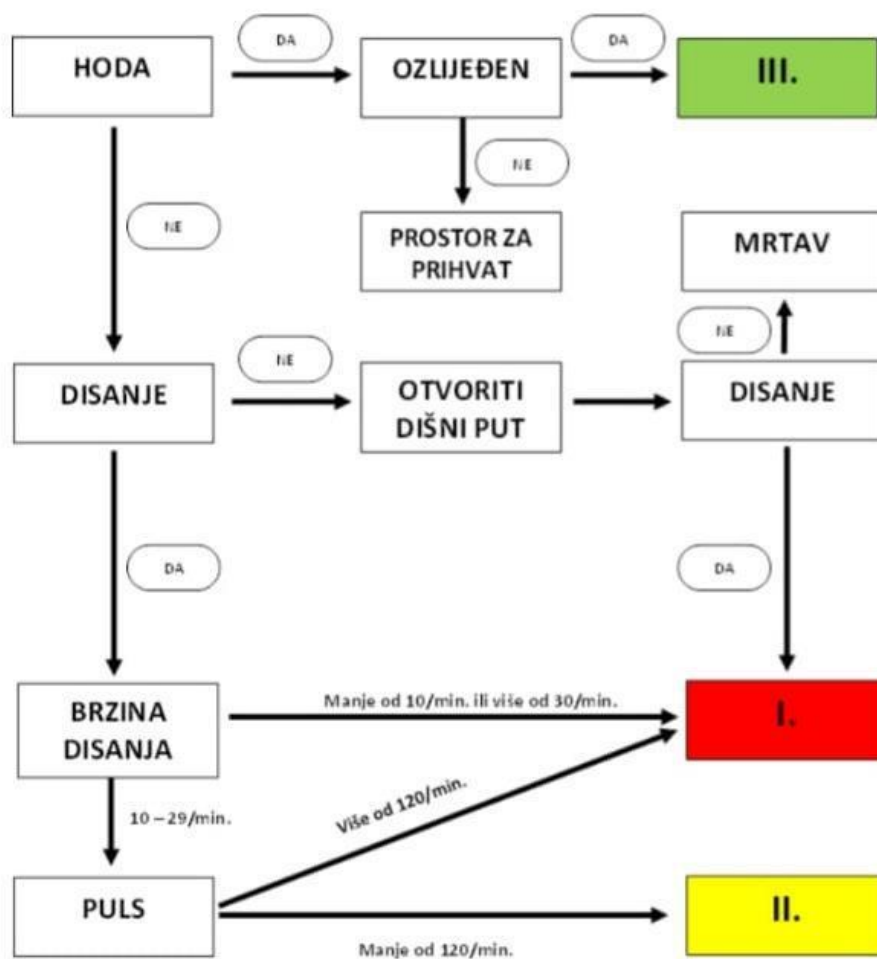 DA
DA
HODA
OZLIJEĐEN
III.
NE
NE
PROSTOR ZA
PRIHVAT
MRTAV
NE
NE
DISANJE
OTVORITI
DIŠNI PUT
DISANJE
DA
DA
BRZINA
DISANJA
Manje od 10/min. ili više od 30/min.
I.
Više od 120/min.
10 – 29/min.
PULS
II.
Manje od 120/min.